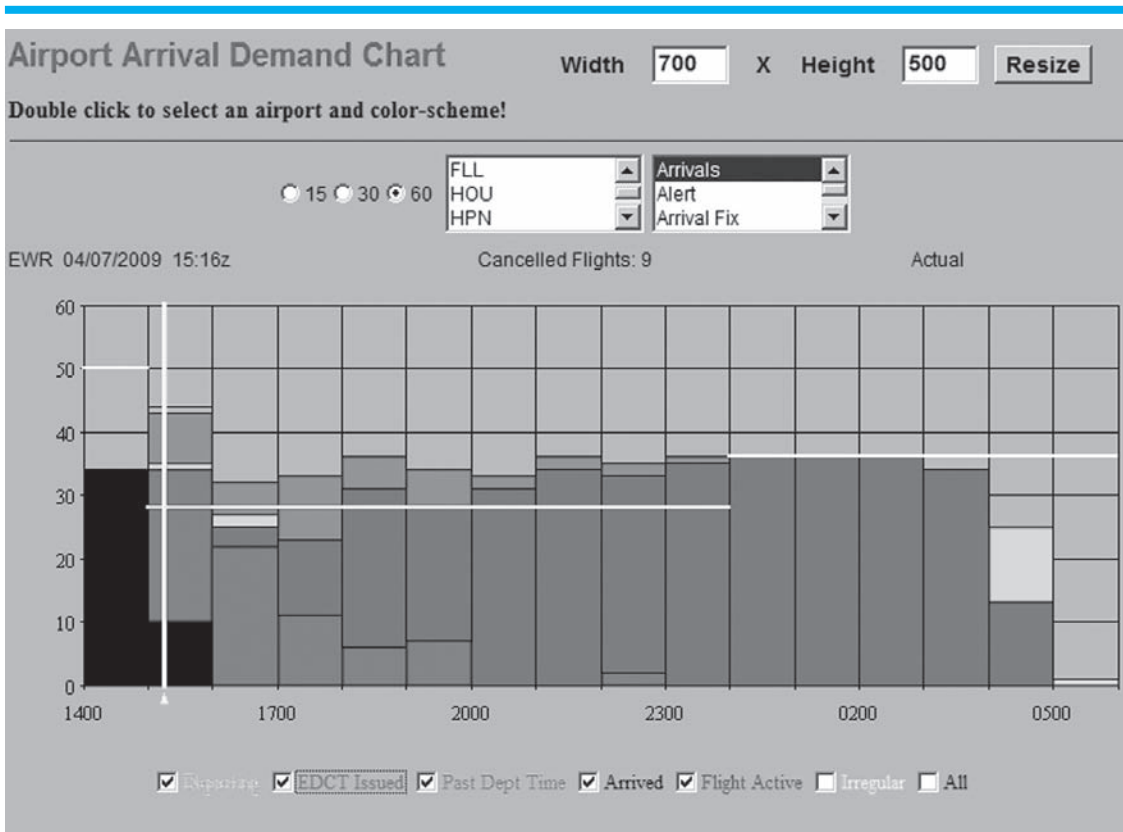 Airport Arrival Demand Chart Width 700 X Height 500 Resize
Double click to select an airport and color-scheme!
15 30 60
FLL
HOU
HPN
Arrivals
Alert
Arrival Fix
EWR 04/07/2009 15:16z Cancelled Flights: 9 Actual
60
50
40
30
20
10
0
1400 1700 2000 2300 0200 0500
EDCT Issued Past Dept Time Arrived Flight Active Irregular All